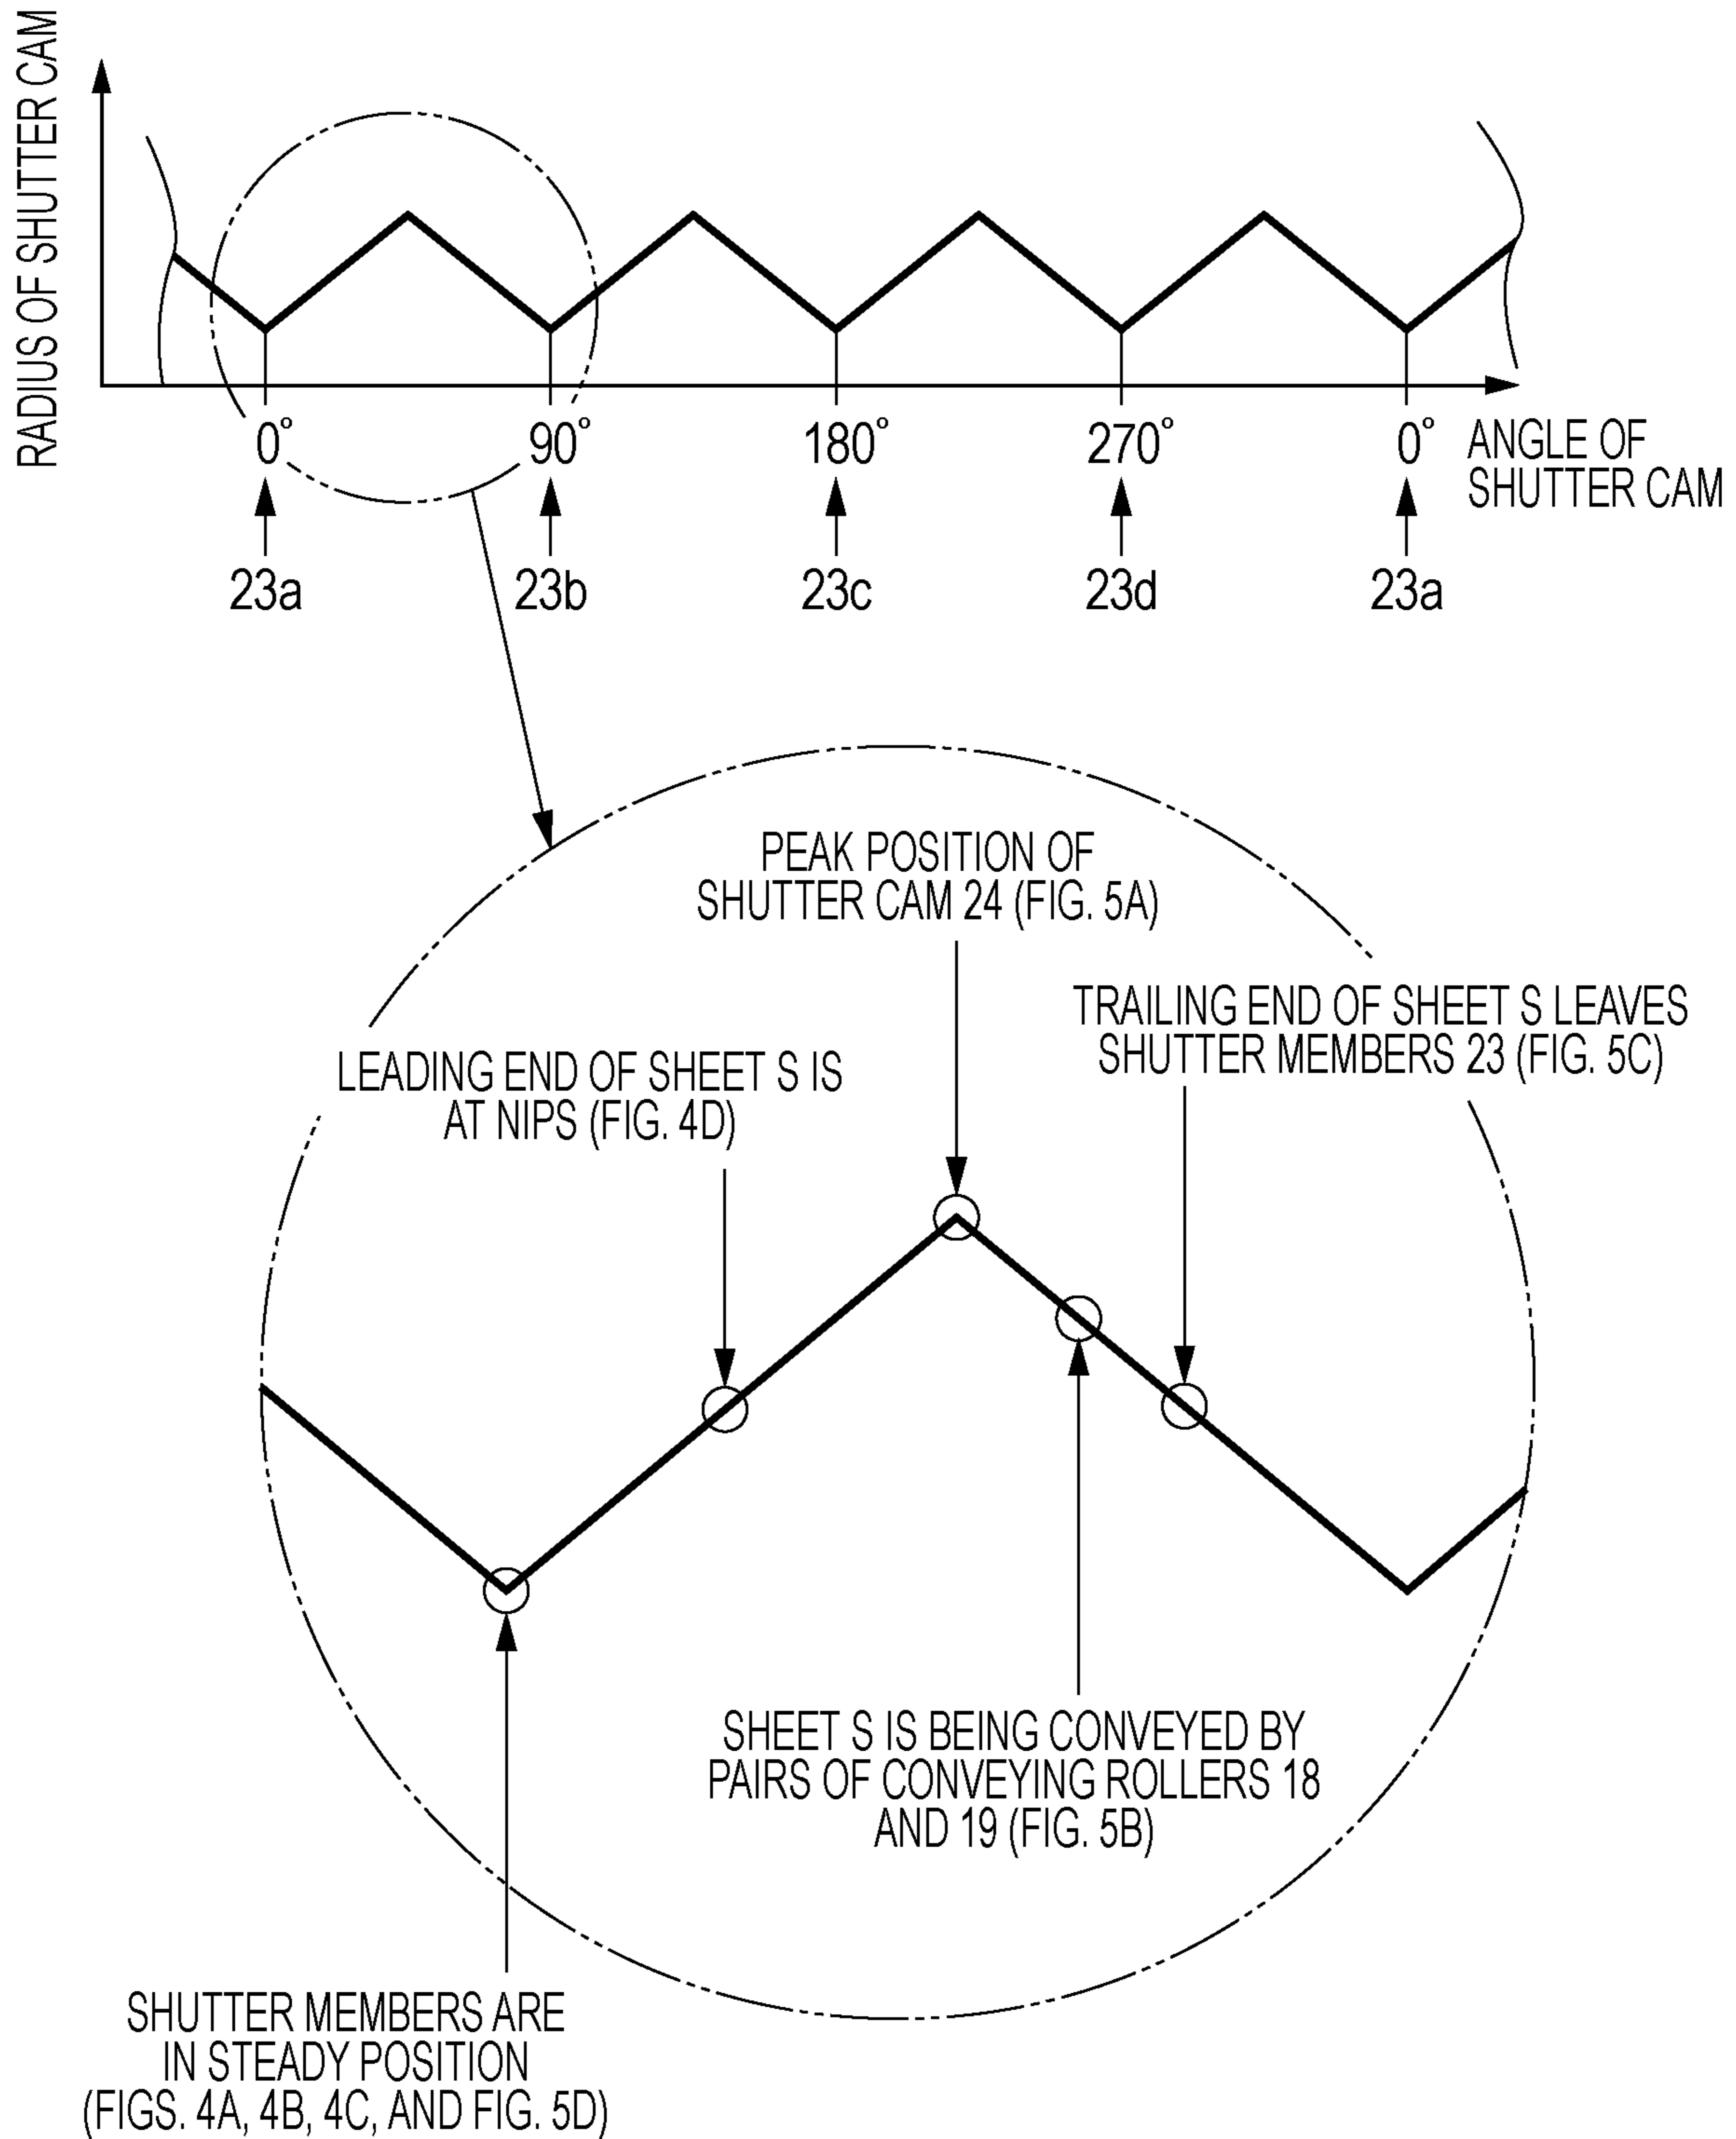 RADIUS OF SHUTTER CAM
0° 90° 180° 270° 0°
ANGLE OF
SHUTTER CAM
23a 23b 23c 23d 23a
PEAK POSITION OF
SHUTTER CAM 24 (FIG. 5A)
TRAILING END OF SHEET S LEAVES
SHUTTER MEMBERS 23 (FIG. 5C)
LEADING END OF SHEET S IS
AT NIPS (FIG. 4D)
SHEET S IS BEING CONVEYED BY
PAIRS OF CONVEYING ROLLERS 18
AND 19 (FIG. 5B)
SHUTTER MEMBERS ARE
IN STEADY POSITION
(FIGS. 4A, 4B, 4C, AND FIG. 5D)